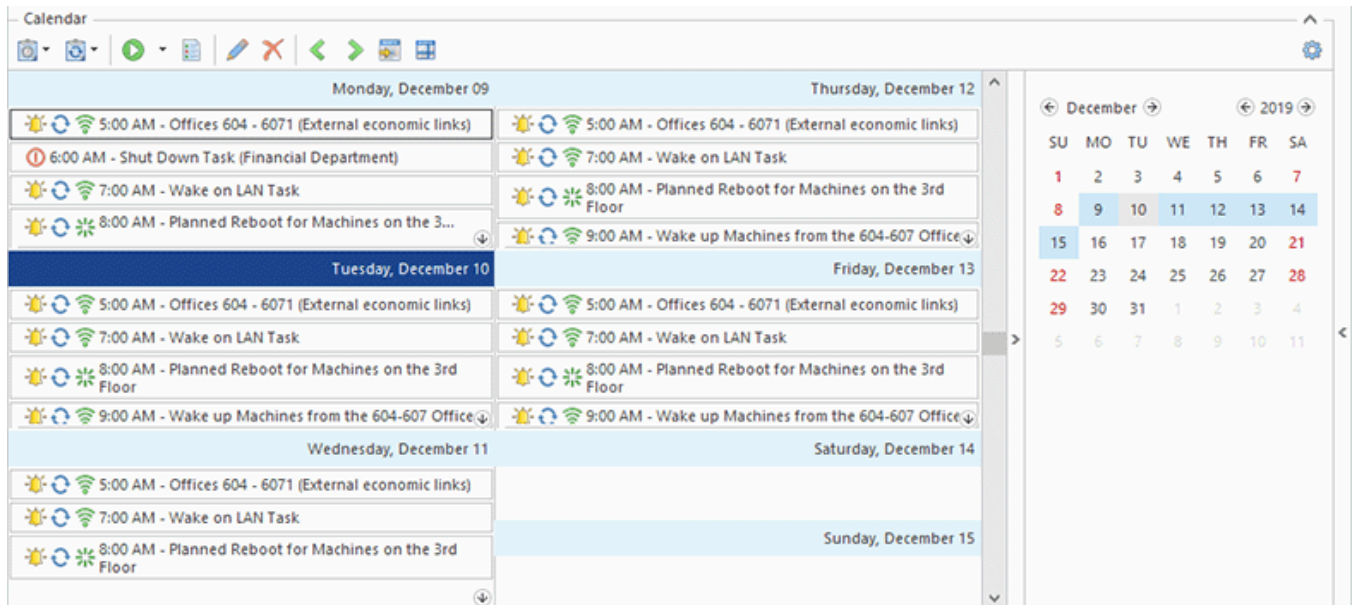 Calendar
Monday, December 09
5:00 AM - Offices 604 - 6071 (External economic links)
6:00 AM - Shut Down Task (Financial Department)
7:00 AM - Wake on LAN Task
8:00 AM - Planned Reboot for Machines on the 3...
Tuesday, December 10
5:00 AM - Offices 604 - 6071 (External economic links)
7:00 AM - Wake on LAN Task
8:00 AM - Planned Reboot for Machines on the 3rd
Floor
9:00 AM - Wake up Machines from the 604-607 Office
Wednesday, December 11
5:00 AM - Offices 604 - 6071 (External economic links)
7:00 AM - Wake on LAN Task
8:00 AM - Planned Reboot for Machines on the 3rd
Floor
Thursday, December 12
5:00 AM - Offices 604 - 6071 (External economic links)
7:00 AM - Wake on LAN Task
8:00 AM - Planned Reboot for Machines on the 3rd
Floor
9:00 AM - Wake up Machines from the 604-607 Office
Friday, December 13
5:00 AM - Offices 604 - 6071 (External economic links)
7:00 AM - Wake on LAN Task
8:00 AM - Planned Reboot for Machines on the 3rd
Floor
9:00 AM - Wake up Machines from the 604-607 Office
Saturday, December 14
Sunday, December 15
December 2019
SU MO TU WE TH FR SA
1 2 3 4 5 6 7
8 9 10 11 12 13 14
15 16 17 18 19 20 21
22 23 24 25 26 27 28
29 30 31 1 2 3 4
5 6 7 8 9 10 11